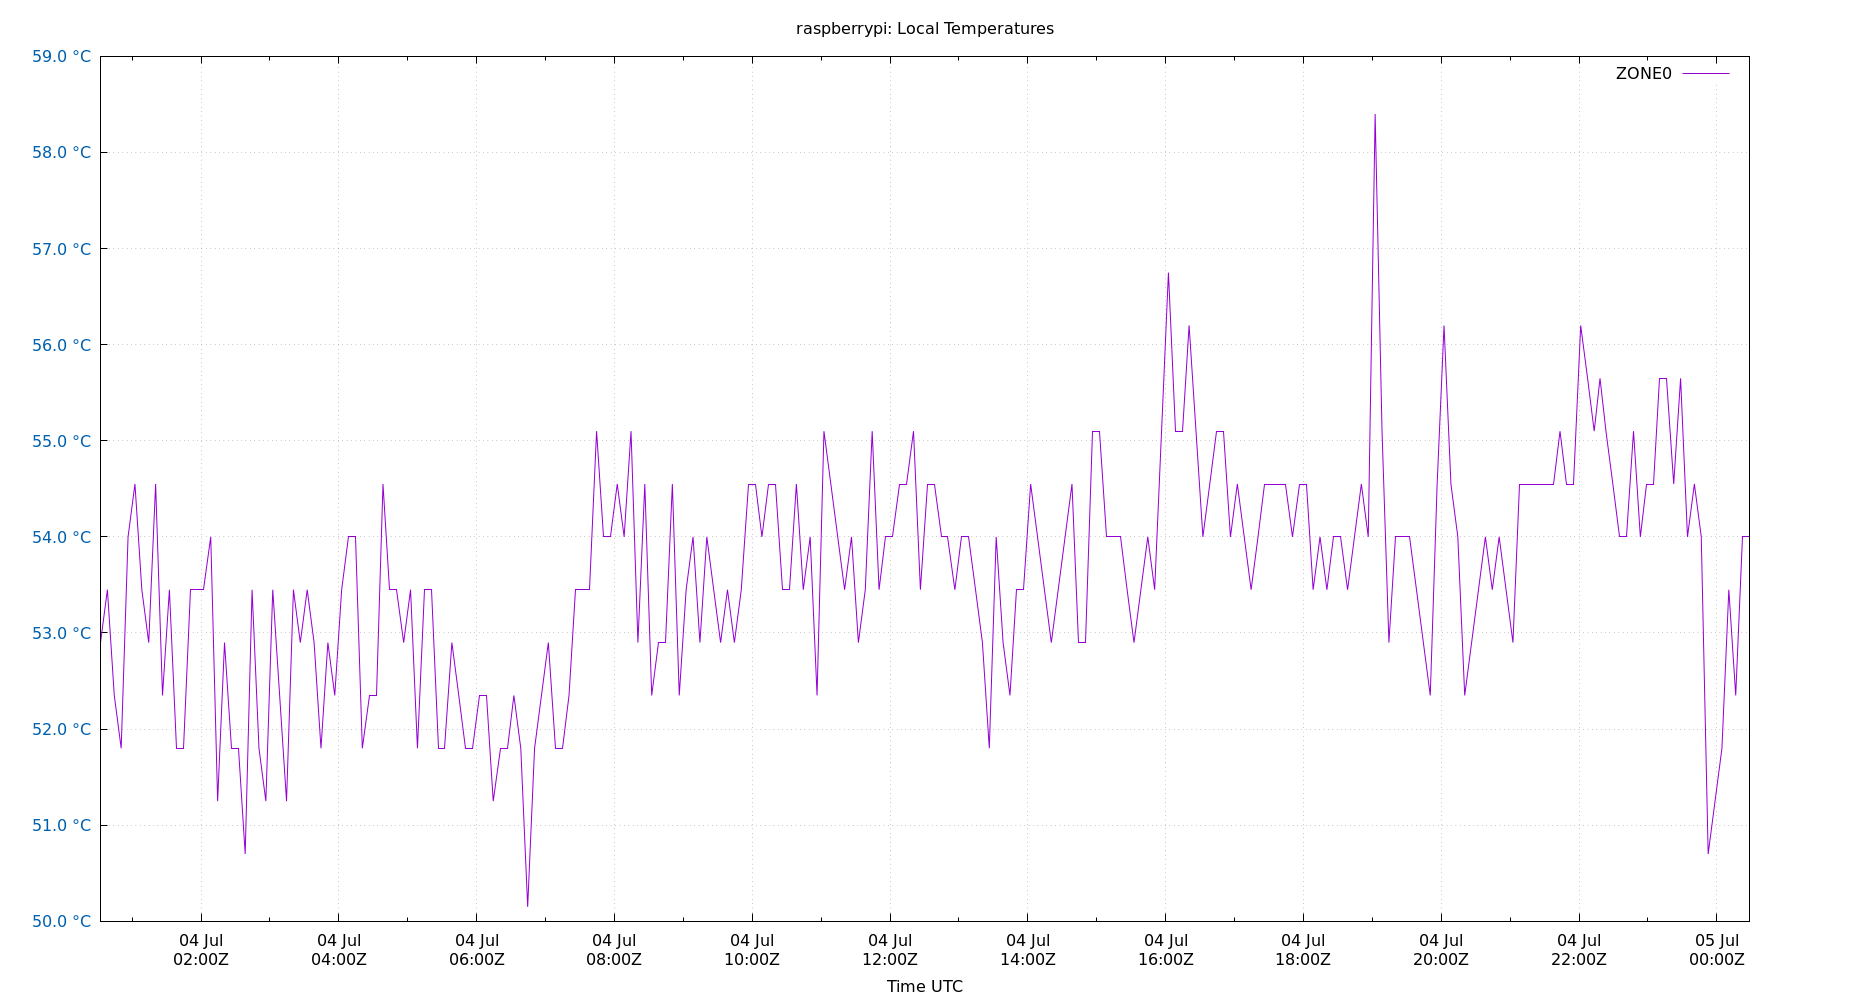 raspberrypi: Local Temperatures
59.0 °C
ZONE0
58.0 °C
57.0 °C
56.0 °C
55.0 °C
54.0 °C
53.0 °C
52.0 °C
51.0 °C
50.0 °C
04 Jul 04 Jul 04 Jul 04 Jul 04 Jul 04 Jul 04 Jul 04 Jul 04 Jul 04 Jul 04 Jul 05 Jul
02:00Z 04:00Z 06:00Z 08:00Z 10:00Z 12:00Z 14:00Z 16:00Z 18:00Z 20:00Z 22:00Z 00:00Z
Time UTC